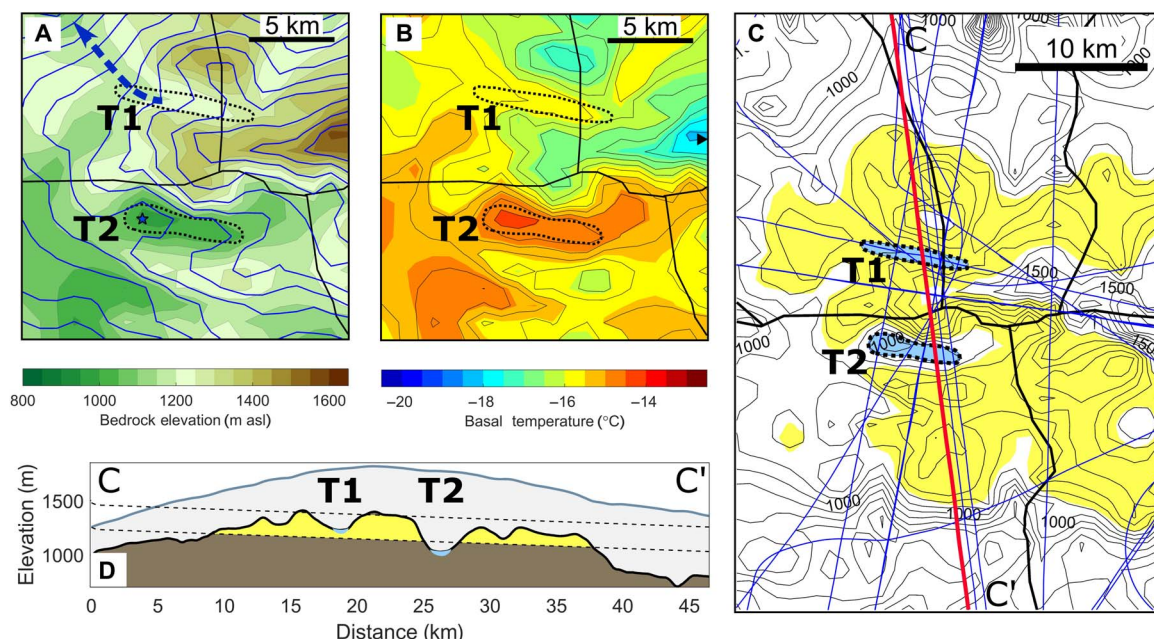 A
5 km
T1
T2
800 1000 1200 1400 1600
Bedrock elevation (m asl)
B
5 km
T1
T2
–20 –18 –16 –14
Basal temperature (°C)
C
C
10 km
1000
1000
1000
1000
T1
1500
1500
1500
T2
1000
1000
1000
1000
C'
C
C'
T1
T2
Elevation (m)
1500
1000
D
0 5 10 15 20 25 30 35 40 45
Distance (km)